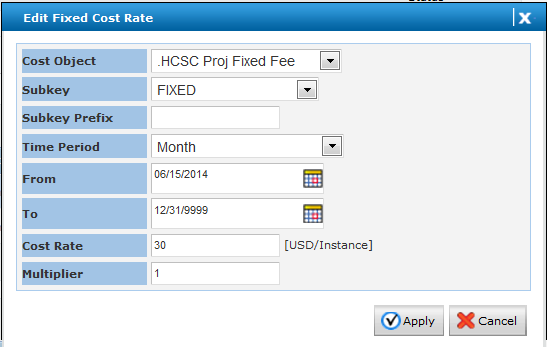 Edit Fixed Cost Rate
Cost Object .HCSC Proj Fixed Fee
Subkey FIXED
Subkey Prefix
Time Period Month
From 06/15/2014
To 12/31/9999
Cost Rate 30 [USD/Instance]
Multiplier 1
Apply Cancel